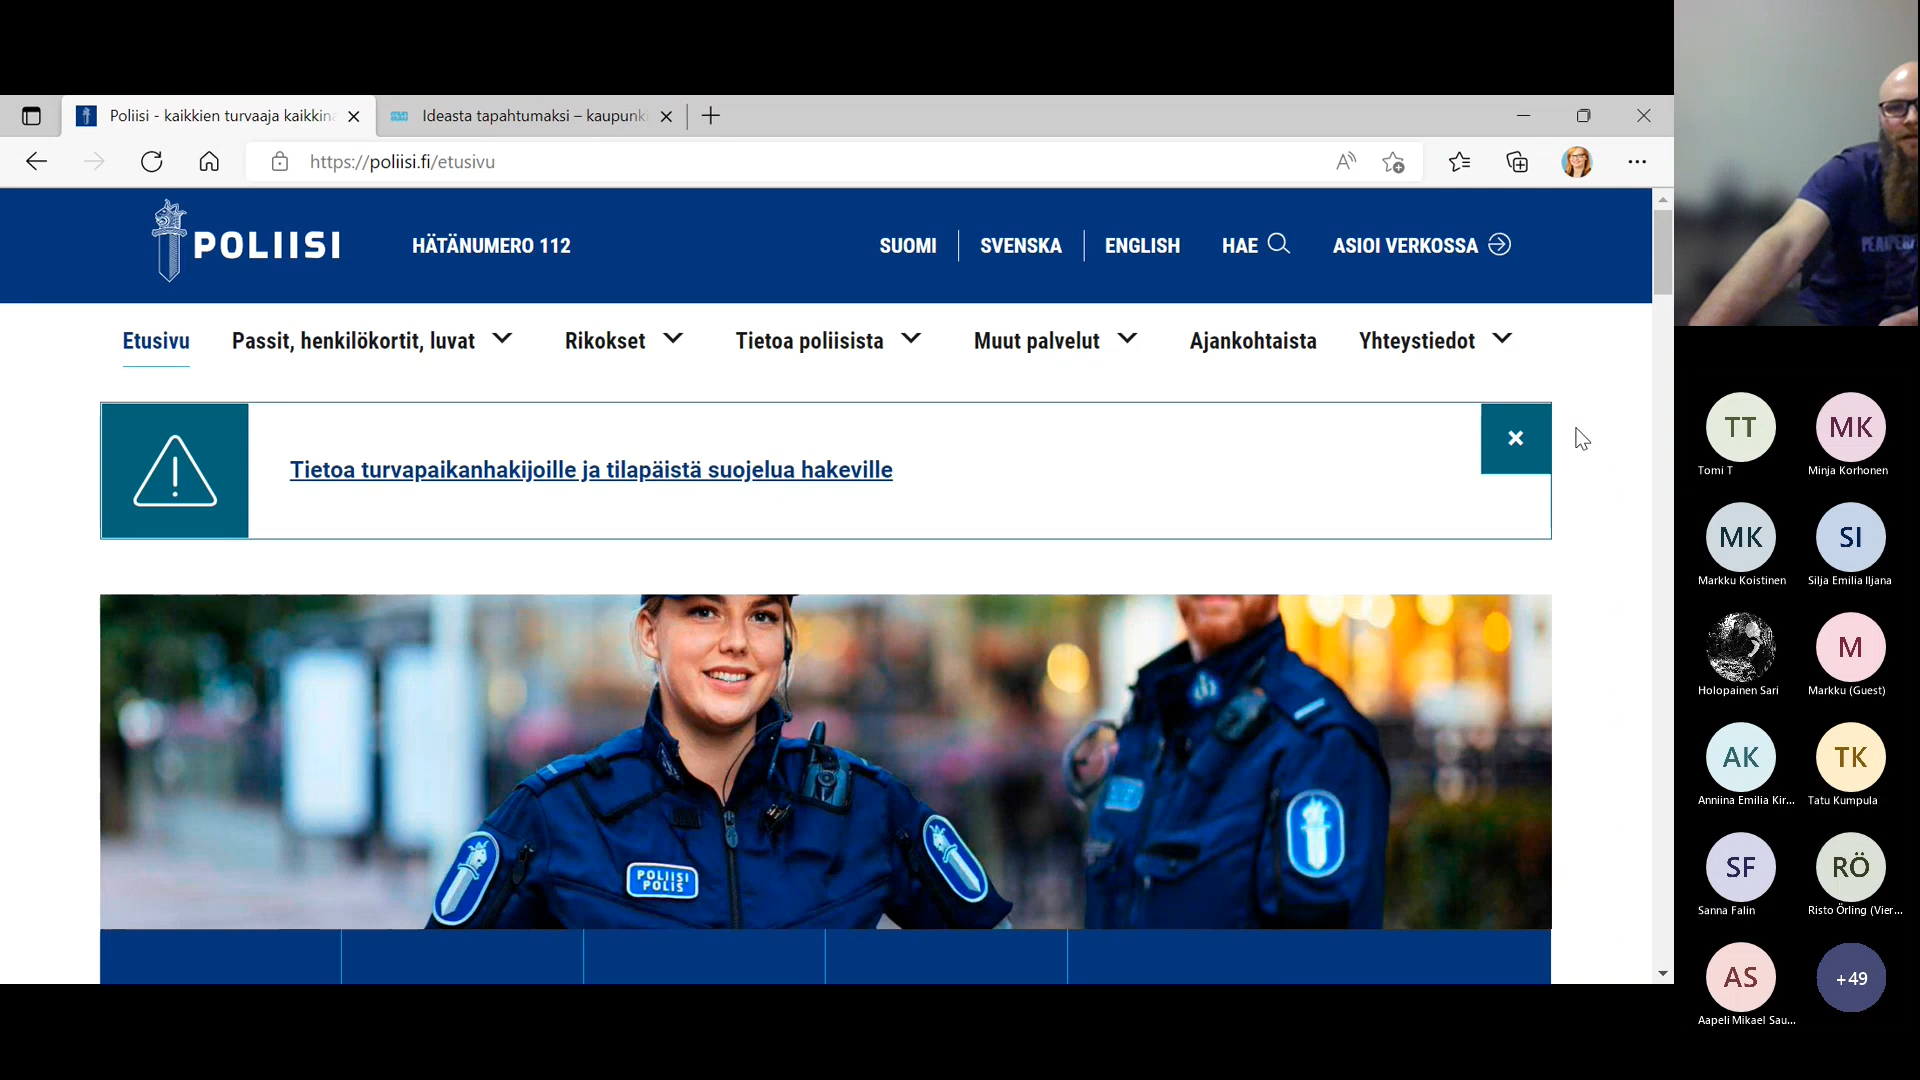 Poliisi - kaikkien turvaaja kaikkina
Ideasta tapahtumaksi – kaupunki
https://poliisi.fi/etusivu
POLIISI
HÄTÄNUMERO 112
SUOMI
SVENSKA
ENGLISH
HAE
ASIOI VERKOSSA
Etusivu
Passit, henkilökortit, luvat
Rikokset
Tietoa poliisista
Muut palvelut
Ajankohtaista
Yhteystiedot
Tietoa turvapaikanhakijoille ja tilapäistä suojelua hakeville
POLIISI
POLIS
TT
Tomi T
MK
Minja Korhonen
MK
Markku Koistinen
SI
Silja Emilia Iljana
Holopainen Sari
M
Markku (Guest)
AK
Anniina Emilia Kir...
TK
Tatu Kumpula
SF
Sanna Falin
RÖ
Risto Örling (Vier...
AS
Aapeli Mikael Sau...
+49